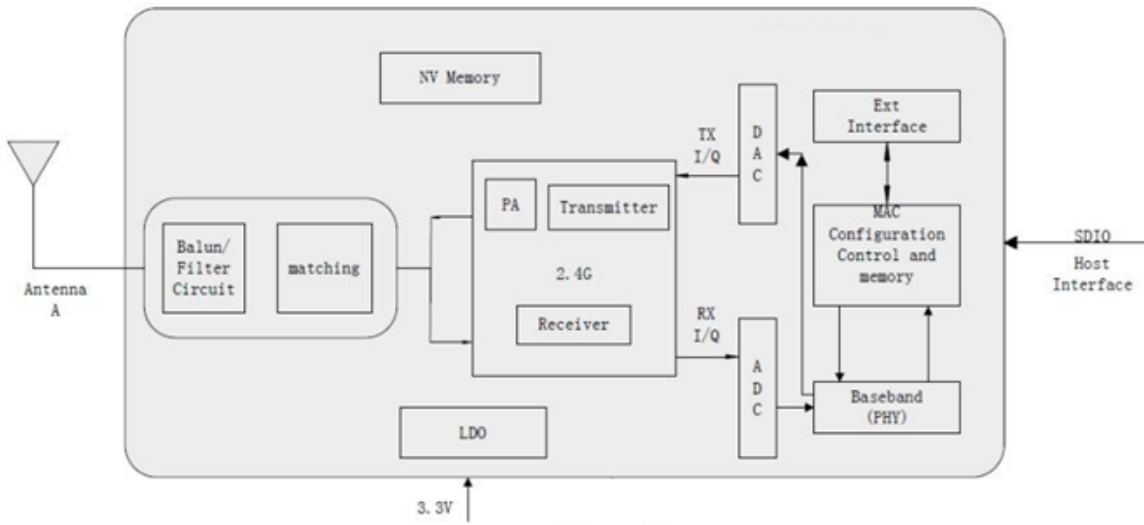 NV Memory
Ext
Interface
D
A
C
TX
I/Q
PA
Transmitter
MAC
Configuration
Control and
memory
SDIO
Host
Interface
Balun/
Filter
Circuit
matching
2.4G
Antenna
A
Receiver
RX
I/Q
A
D
C
Baseband
(PHY)
LDO
3.3V